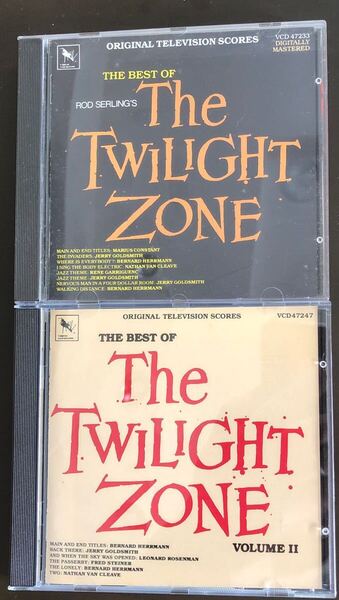 ORIGINAL TELEVISION SCORES
VCD 47233
DIGITALLY
MASTERED
THE BEST OF
ROD SERLING'S
The
TWILIGHT
ZONE
MAIN AND END TITLES: MARIUS CONSTANT
THE INVADERS: JERRY GOLDSMITH
WHERE IS EVERYBODY?: BERNARD HERRMANN
I SING THE BODY ELECTRIC: NATHAN VAN CLEAVE
JAZZ THEME: RENE GARRIGUENC
JAZZ THEME: JERRY GOLDSMITH
NERVOUS MAN IN A FOUR DOLLAR ROOM: JERRY GOLDSMITH
WALKING DISTANCE: BERNARD HERRMANN
ORIGINAL TELEVISION SCORES
VCD47247
THE BEST OF
The
TWILIGHT
ZONE
VOLUME II
MAIN AND END TITLES: BERNARD HERRMANN
BACK THERE: JERRY GOLDSMITH
AND WHEN THE SKY WAS OPENED: LEONARD ROSENMAN
THE PASSERBY: FRED STEINER
THE LONELY: BERNARD HERRMANN
TWO: NATHAN VAN CLEAVE